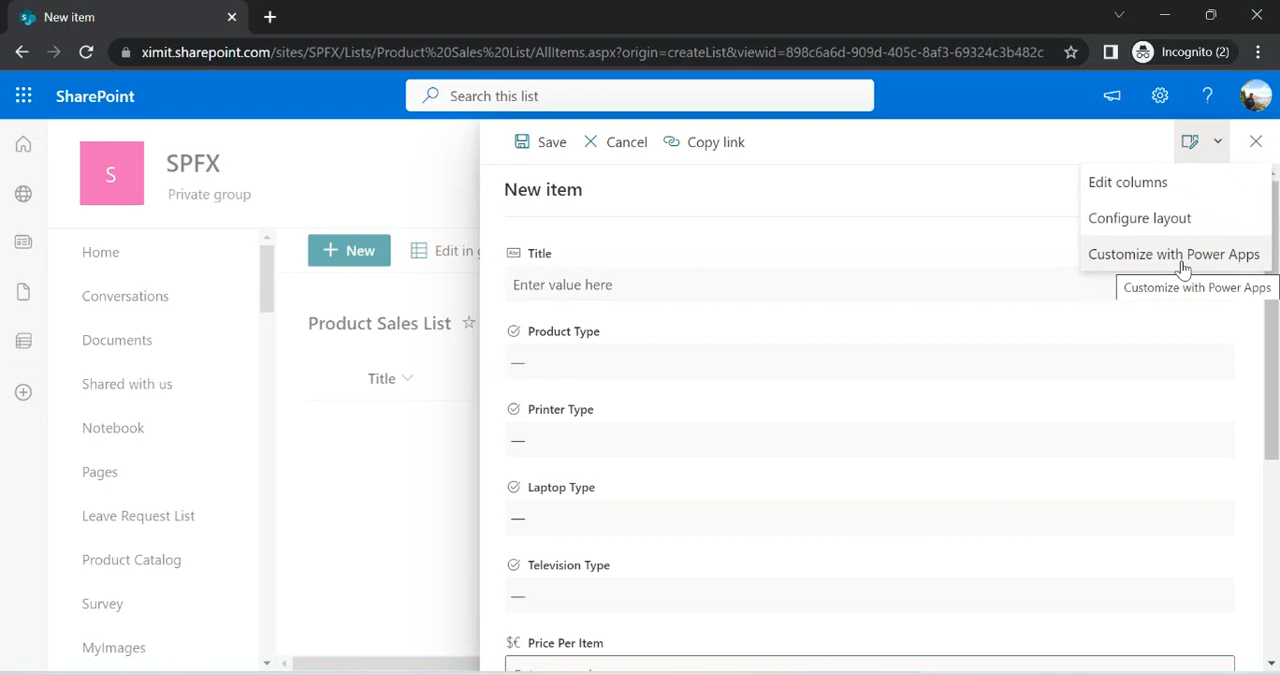 New item
ximit.sharepoint.com/sites/SPFX/Lists/Product%20Sales%20List/AllItems.aspx?origin=createList&viewid=898c6a6d-909d-405c-8af3-69324c3b482c
Incognito (2)
SharePoint
Search this list
Save
Cancel
Copy link
S
SPFX
Private group
New item
Edit columns
Configure layout
Customize with Power Apps
Customize with Power Apps
Home
Conversations
Documents
Shared with us
Notebook
Pages
Leave Request List
Product Catalog
Survey
MyImages
+ New
Edit in g
Product Sales List
Title
Title
Enter value here
Product Type
—
Printer Type
—
Laptop Type
—
Television Type
—
Price Per Item